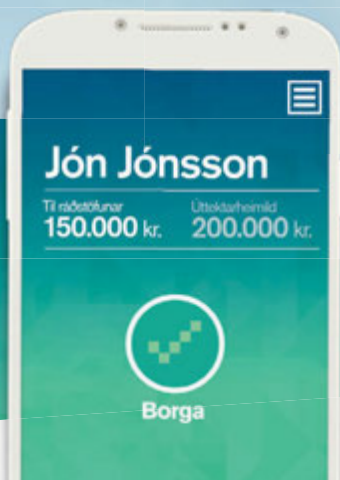 Jón Jónsson
Til ráðstöfunar
150.000 kr.
Úttektarheimild
200.000 kr.
Borga